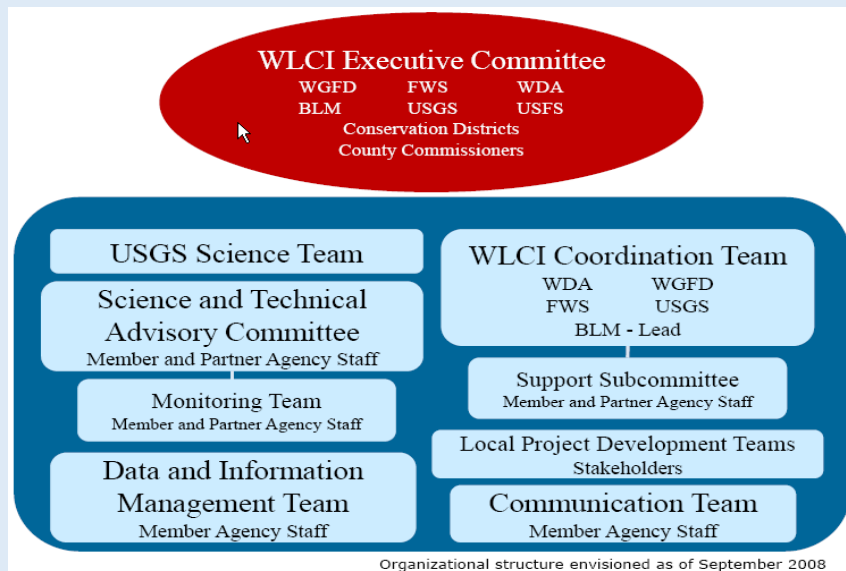 WLCI Executive Committee
WGFD FWS WDA
BLM USGS USFS
Conservation Districts
County Commissioners
USGS Science Team
Science and Technical
Advisory Committee
Member and Partner Agency Staff
Monitoring Team
Member and Partner Agency Staff
Data and Information
Management Team
Member Agency Staff
WLCI Coordination Team
WDA WGFD
FWS USGS
BLM - Lead
Support Subcommittee
Member and Partner Agency Staff
Local Project Development Teams
Stakeholders
Communication Team
Member Agency Staff
Organizational structure envisioned as of September 2008